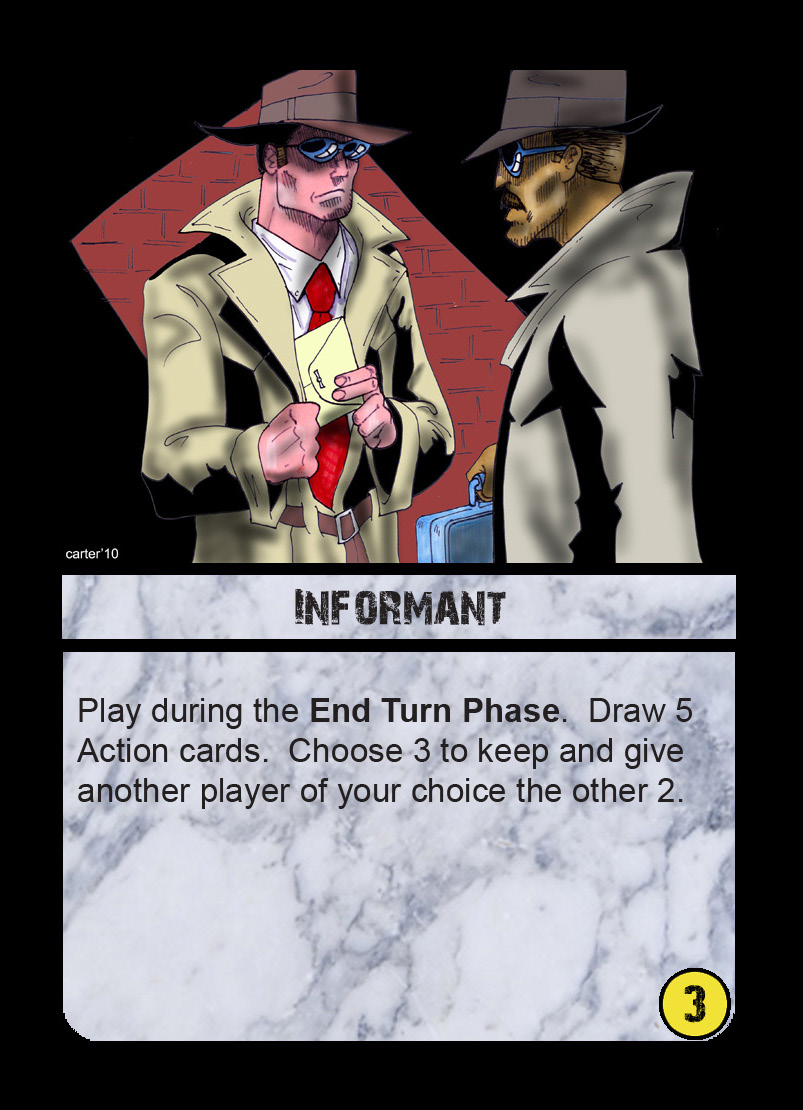 carter'10
INFORMANT
Play during the End Turn Phase.  Draw 5
Action cards.  Choose 3 to keep and give
another player of your choice the other 2.
3